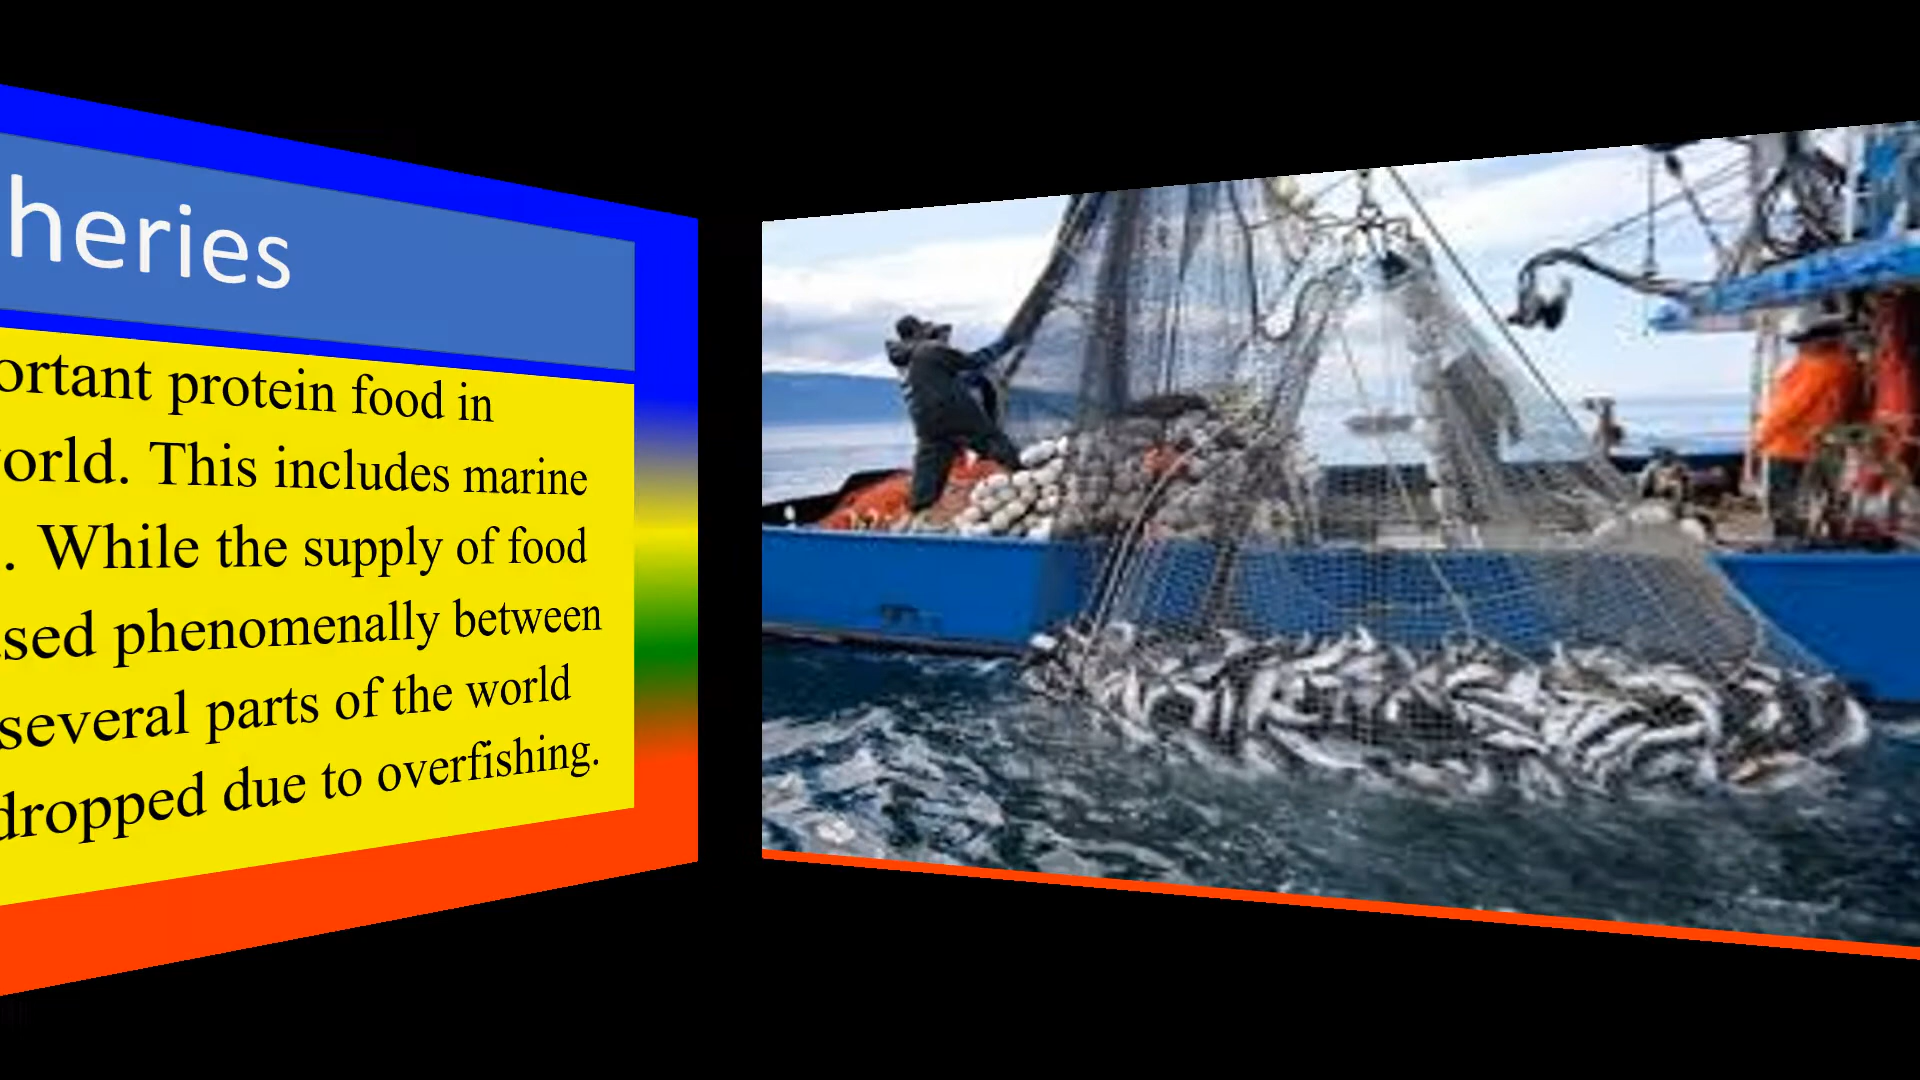 heries
ortant protein food in
orld. This includes marine
. While the supply of food
sed phenomenally between
several parts of the world
dropped due to overfishing.